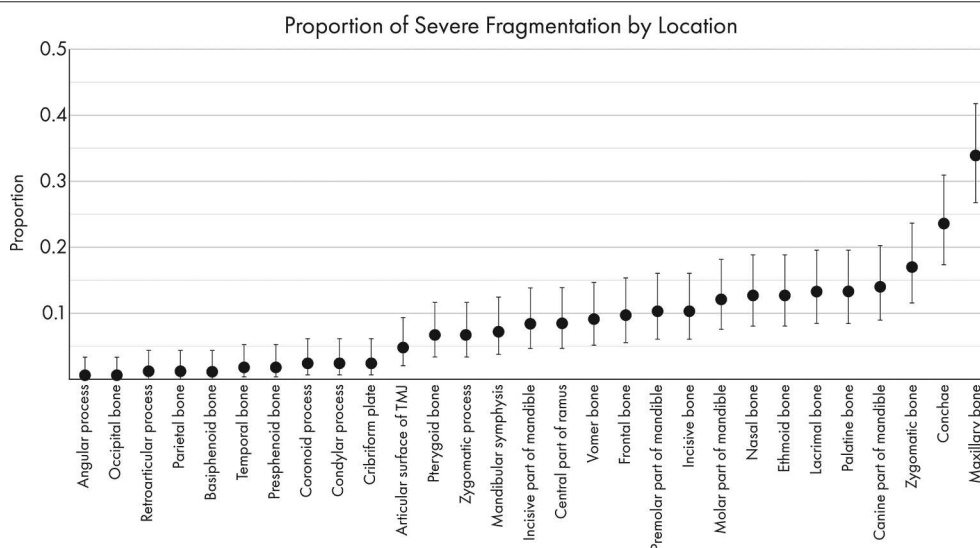 Proportion of Severe Fragmentation by Location
Proportion
0.5
0.4
0.3
0.2
0.1
Angular process
Occipital bone
Retroarticular process
Parietal bone
Basiphenoid bone
Temporal bone
Presphenoid bone
Coronoid process
Condylar process
Cribriform plate
Articular surface of TMJ
Pterygoid bone
Zygomatic process
Mandibular symphysis
Incisive part of mandible
Central part of ramus
Vomer bone
Frontal bone
Premolar part of mandible
Incisive bone
Molar part of mandible
Nasal bone
Ethmoid bone
Lacrimal bone
Palatine bone
Canine part of mandible
Zygomatic bone
Conchae
Maxillary bone